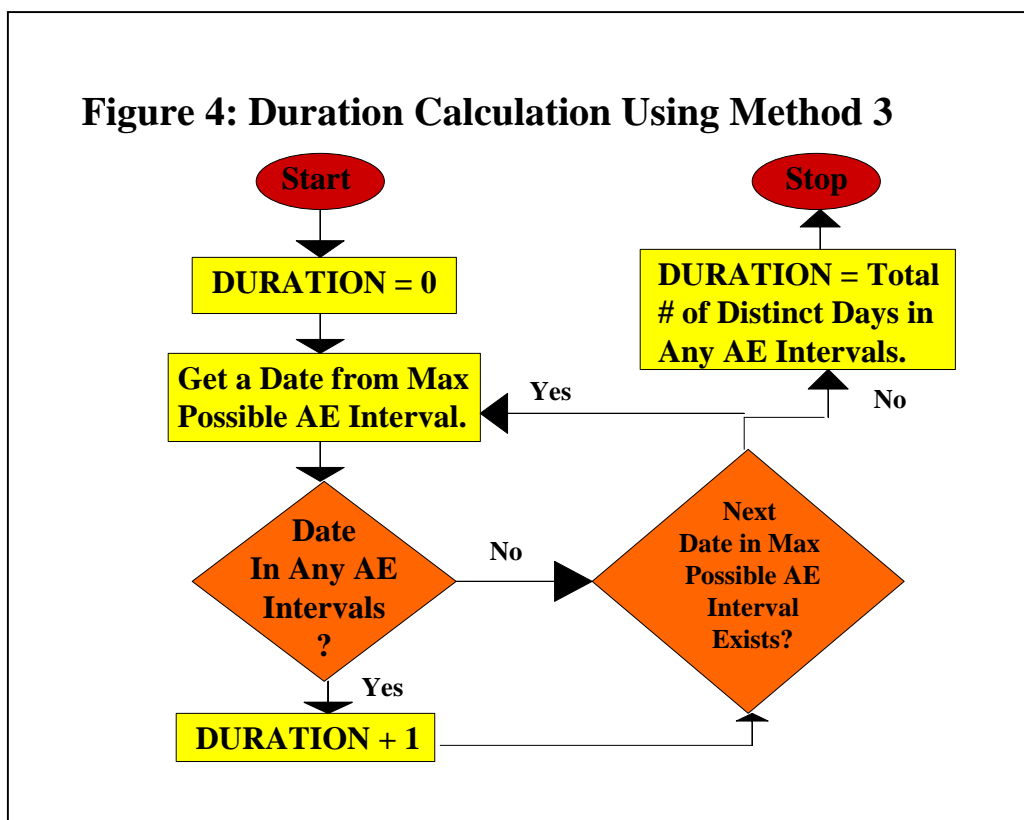 Figure 4: Duration Calculation Using Method 3
Start
Stop
DURATION = 0
DURATION = Total
# of Distinct Days in
Any AE Intervals.
Get a Date from Max
Possible AE Interval.
Yes
No
Date
In Any AE
Intervals
?
No
Next
Date in Max
Possible AE
Interval
Exists?
Yes
DURATION + 1